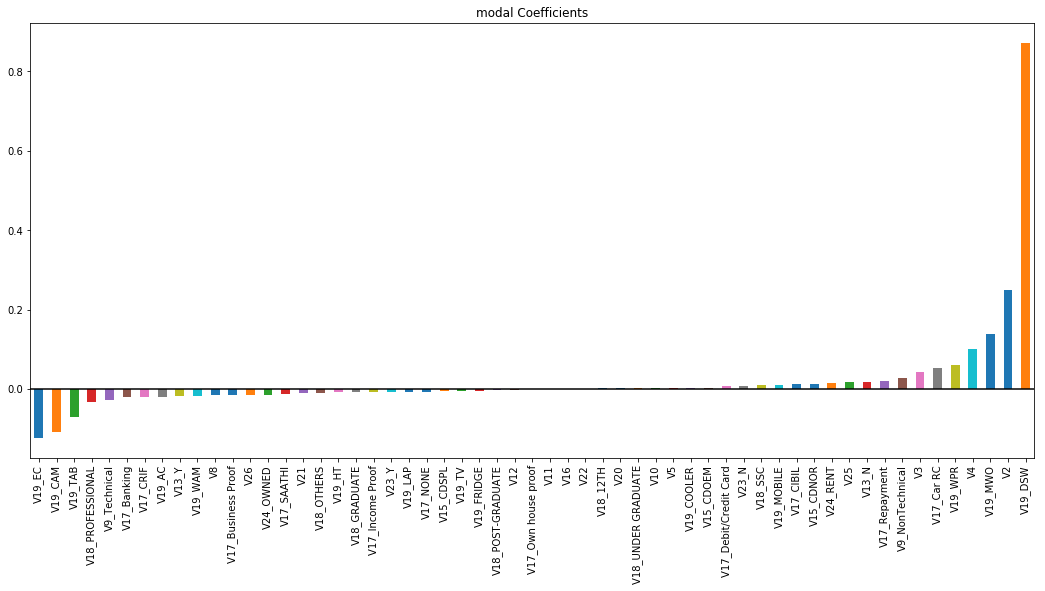 modal Coefficients
0.8
0.6
0.4
0.2
0.0
V19_EC
V19_CAM
V19_TAB
V18_PROFESSIONAL
V9_Technical
V17_Banking
V17_CRIF
V19_AC
V13_Y
V19_WAM
V8
V17_Business Proof
V26
V24_OWNED
V17_SAATHI
V21
V18_OTHERS
V19_HT
V18_GRADUATE
V17_Income Proof
V23_Y
V19_LAP
V17_NONE
V15_CDSPL
V19_TV
V19_FRIDGE
V18_POST-GRADUATE
V12
V17_Own house proof
V11
V16
V22
V18_12TH
V20
V18_UNDER GRADUATE
V10
V5
V19_COOLER
V15_CDOEM
V17_Debit/Credit Card
V23_N
V18_SSC
V19_MOBILE
V17_CIBIL
V15_CDNOR
V24_RENT
V25
V13_N
V17_Repayment
V9_NonTechnical
V3
V17_Car RC
V19_WPR
V4
V19_MWO
V2
V19_DSW